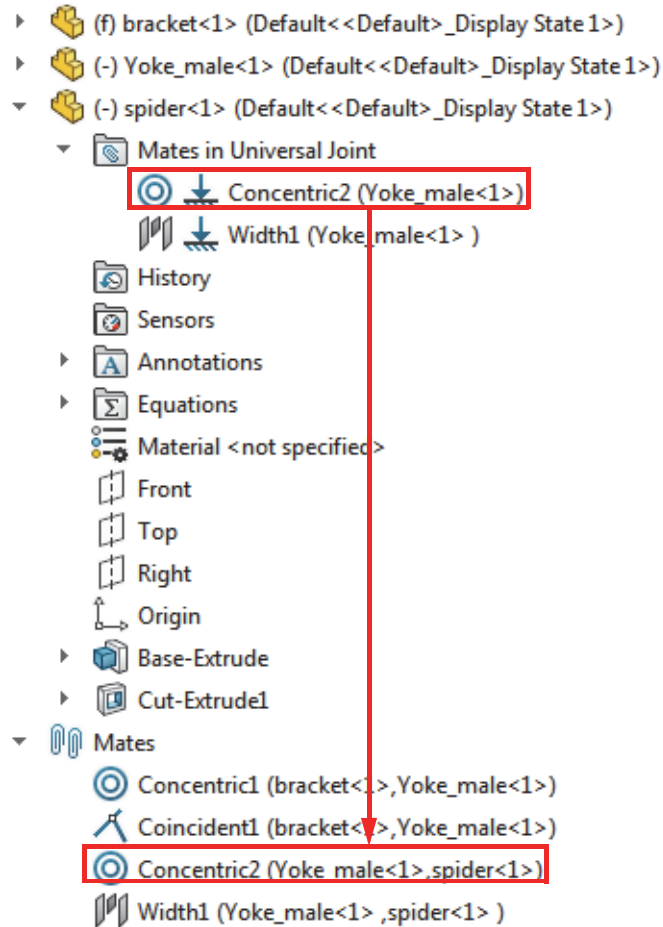 (f) bracket<1> (Default<<Default>_Display State 1>)
(-) Yoke_male<1> (Default<<Default>_Display State 1>)
(-) spider<1> (Default<<Default>_Display State 1>)
Mates in Universal Joint
Concentric2 (Yoke_male<1>)
Width1 (Yoke_male<1> )
History
Sensors
A Annotations
Σ Equations
Material <not specified>
Front
Top
Right
Origin
Base-Extrude
Cut-Extrude1
Mates
Concentric1 (bracket<1>,Yoke_male<1>)
Coincident1 (bracket<1>,Yoke_male<1>)
Concentric2 (Yoke_male<1>,spider<1>)
Width1 (Yoke_male<1> ,spider<1> )